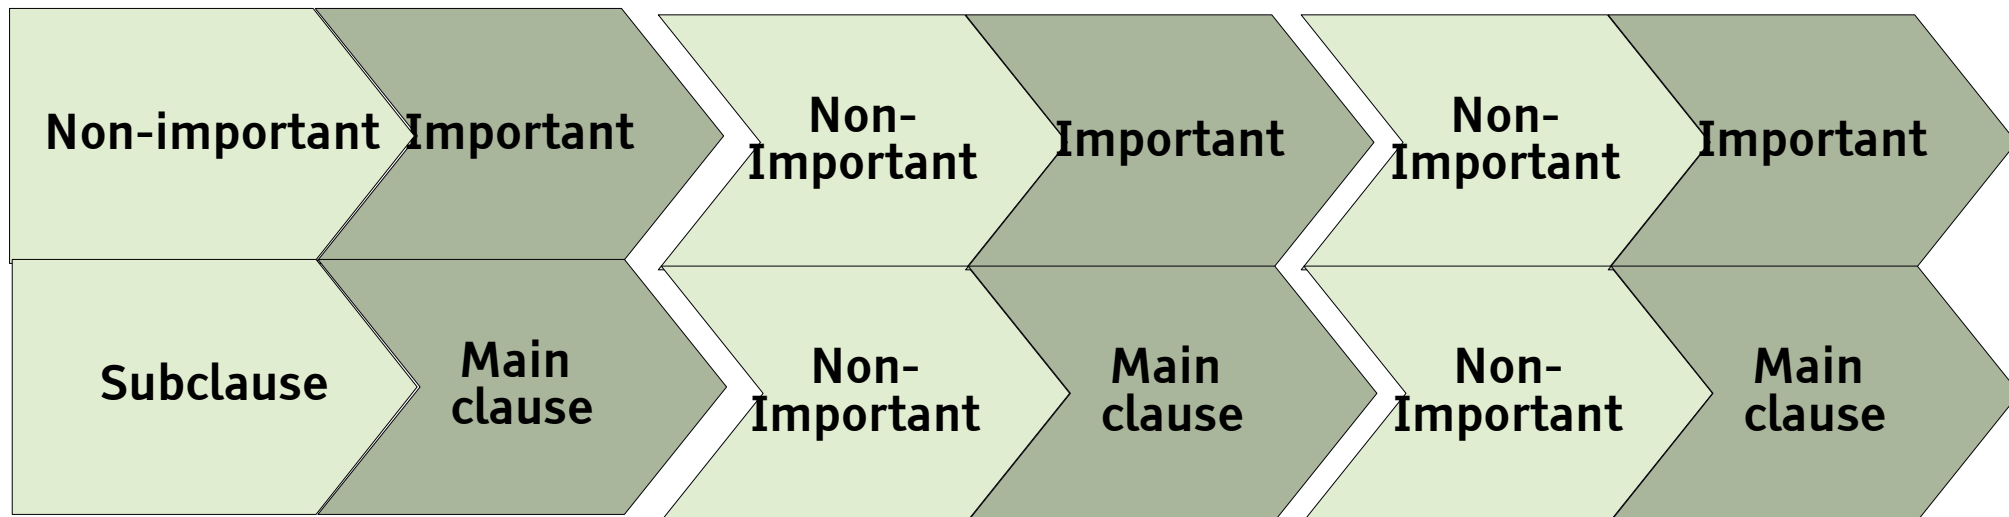 Non-important
Important
Non-
Important
Important
Non-
Important
Important
Subclause
Main
clause
Non-
Important
Main
clause
Non-
Important
Main
clause